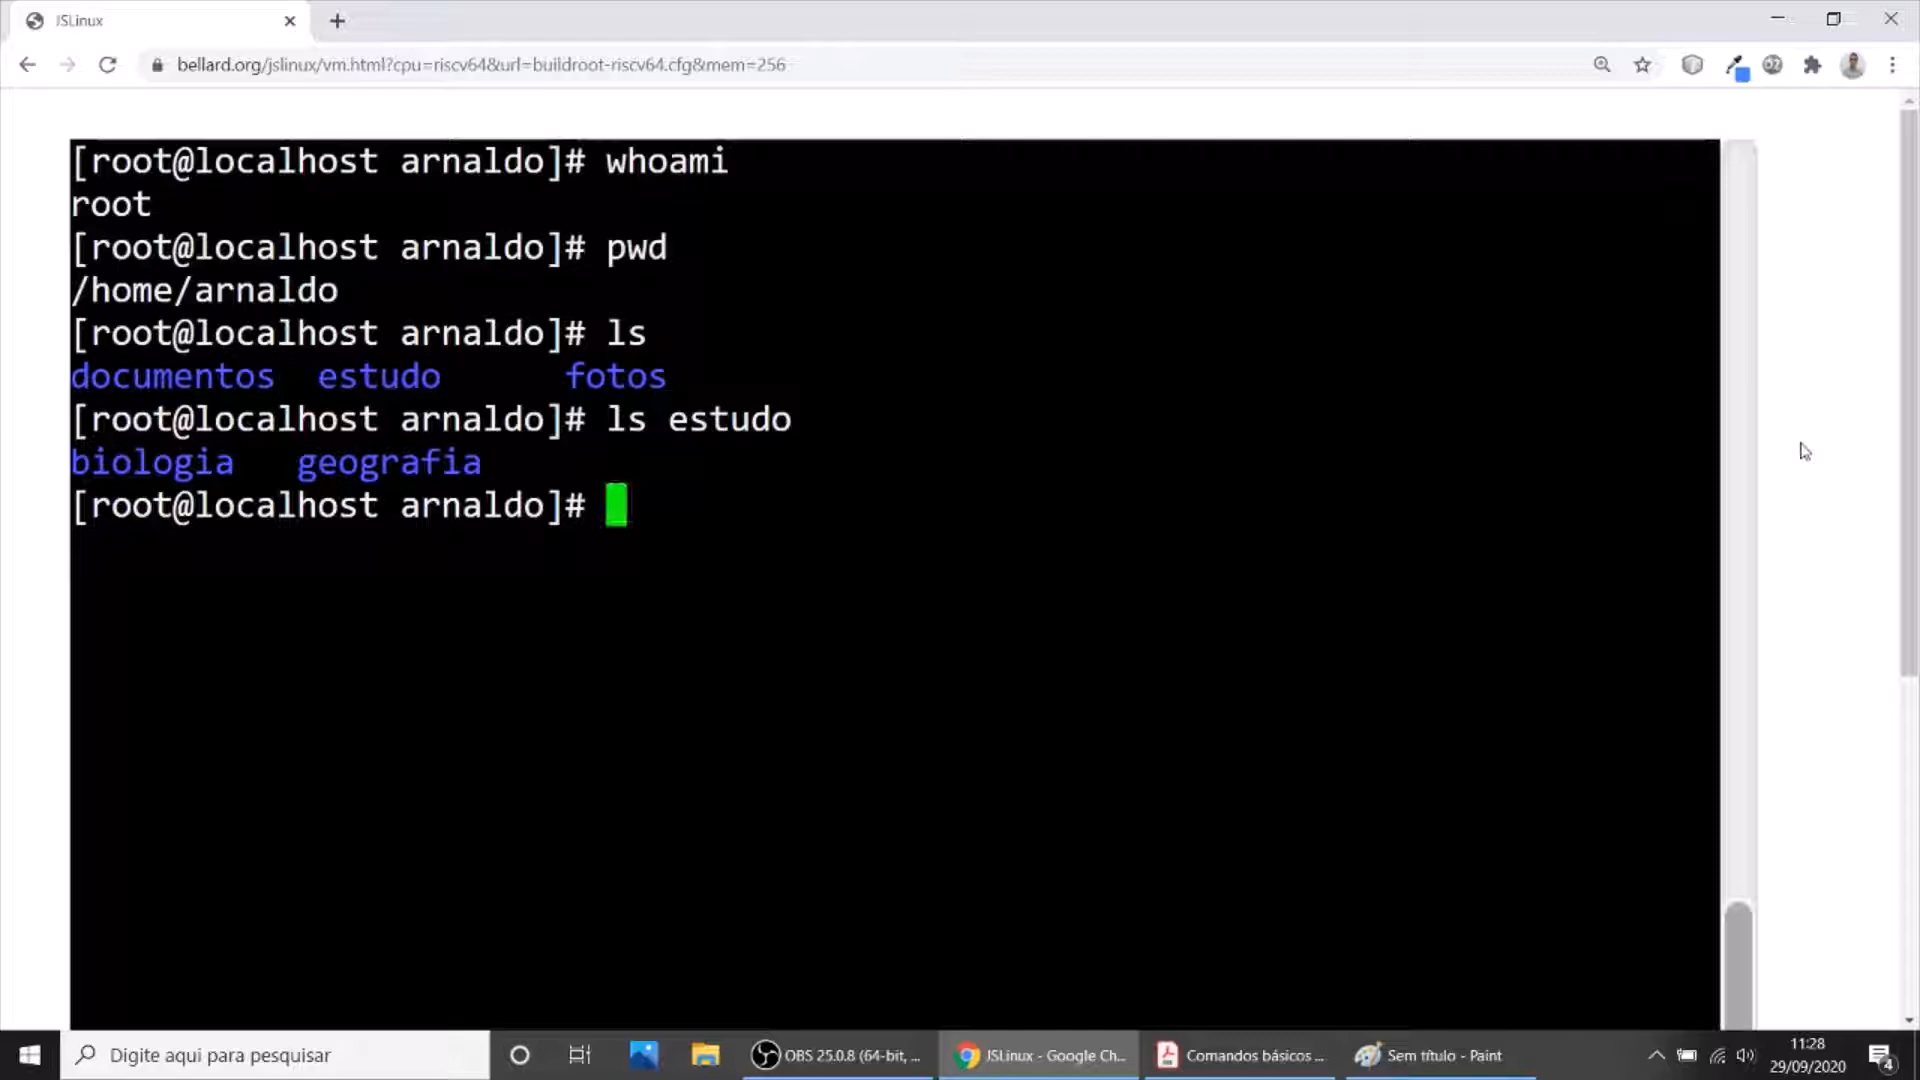 JSLinux
bellard.org/jslinux/vm.html?cpu=riscv64&url=buildroot-riscv64.cfg&mem=256
[root@localhost arnaldo]# whoami
root
[root@localhost arnaldo]# pwd
/home/arnaldo
[root@localhost arnaldo]# ls
documentos estudo fotos
[root@localhost arnaldo]# ls estudo
biologia geografia
[root@localhost arnaldo]#
Digite aqui para pesquisar
OBS 25.0.8 (64-bit, ...
JSLinux - Google Ch...
Comandos básicos ...
Sem título - Paint
11:28
29/09/2020
4